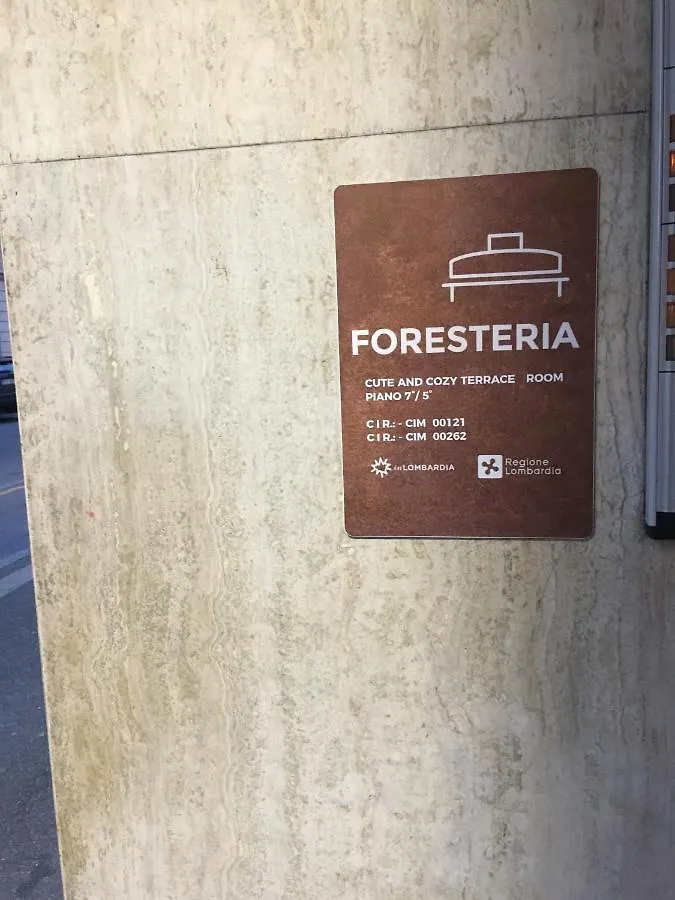 FORESTERIA
CUTE AND COZY TERRACE ROOM
PIANO 7°/ 5°
C I R.: - CIM 00121
C I R.: - CIM 00262
inLOMBARDIA
Regione
Lombardia